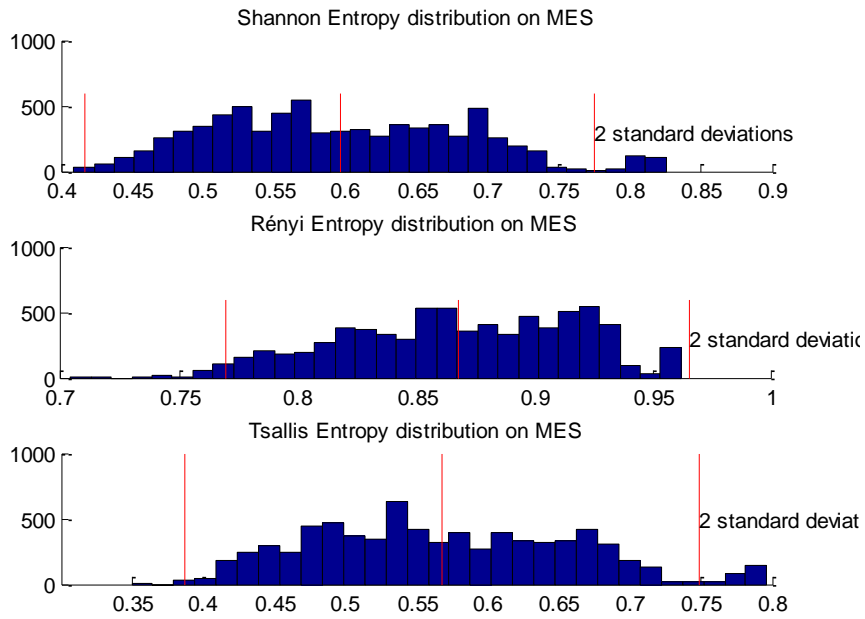 Shannon Entropy distribution on MES
1000
500
0
2 standard deviations
0.4 0.45 0.5 0.55 0.6 0.65 0.7 0.75 0.8 0.85 0.9
Rényi Entropy distribution on MES
1000
500
0
2 standard deviatio
0.7 0.75 0.8 0.85 0.9 0.95 1
Tsallis Entropy distribution on MES
1000
500
0
2 standard deviat
0.35 0.4 0.45 0.5 0.55 0.6 0.65 0.7 0.75 0.8